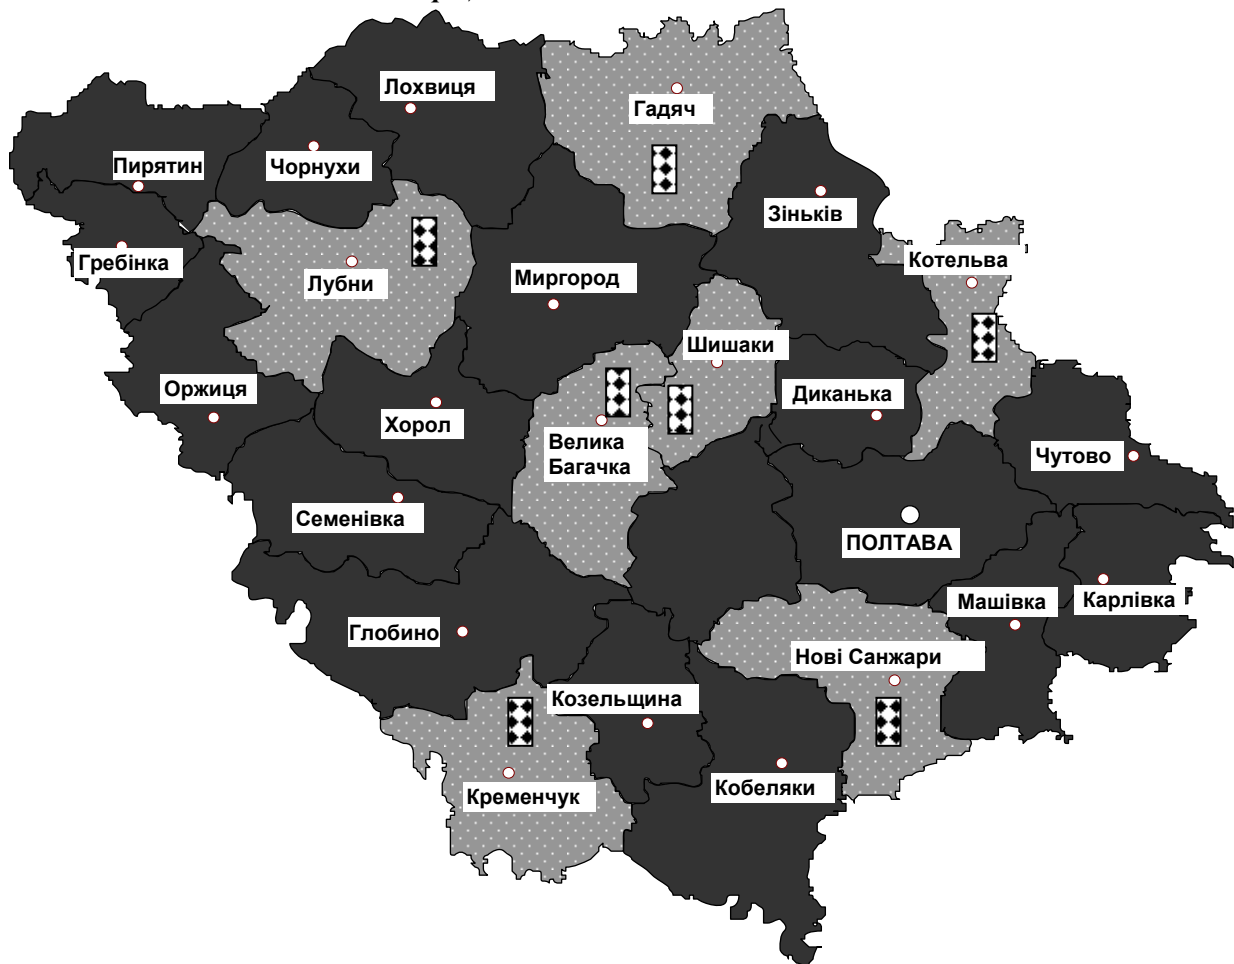 Лохвиця
Гадяч
Пирятин
Чорнухи
Зіньків
Гребінка
Лубни
Миргород
Котельва
Шишаки
Оржиця
Хорол
Диканька
Велика
Багачка
Чутово
Семенівка
ПОЛТАВА
Машівка
Карлівка
Глобино
Нові Санжари
Козельщина
Кременчук
Кобеляки